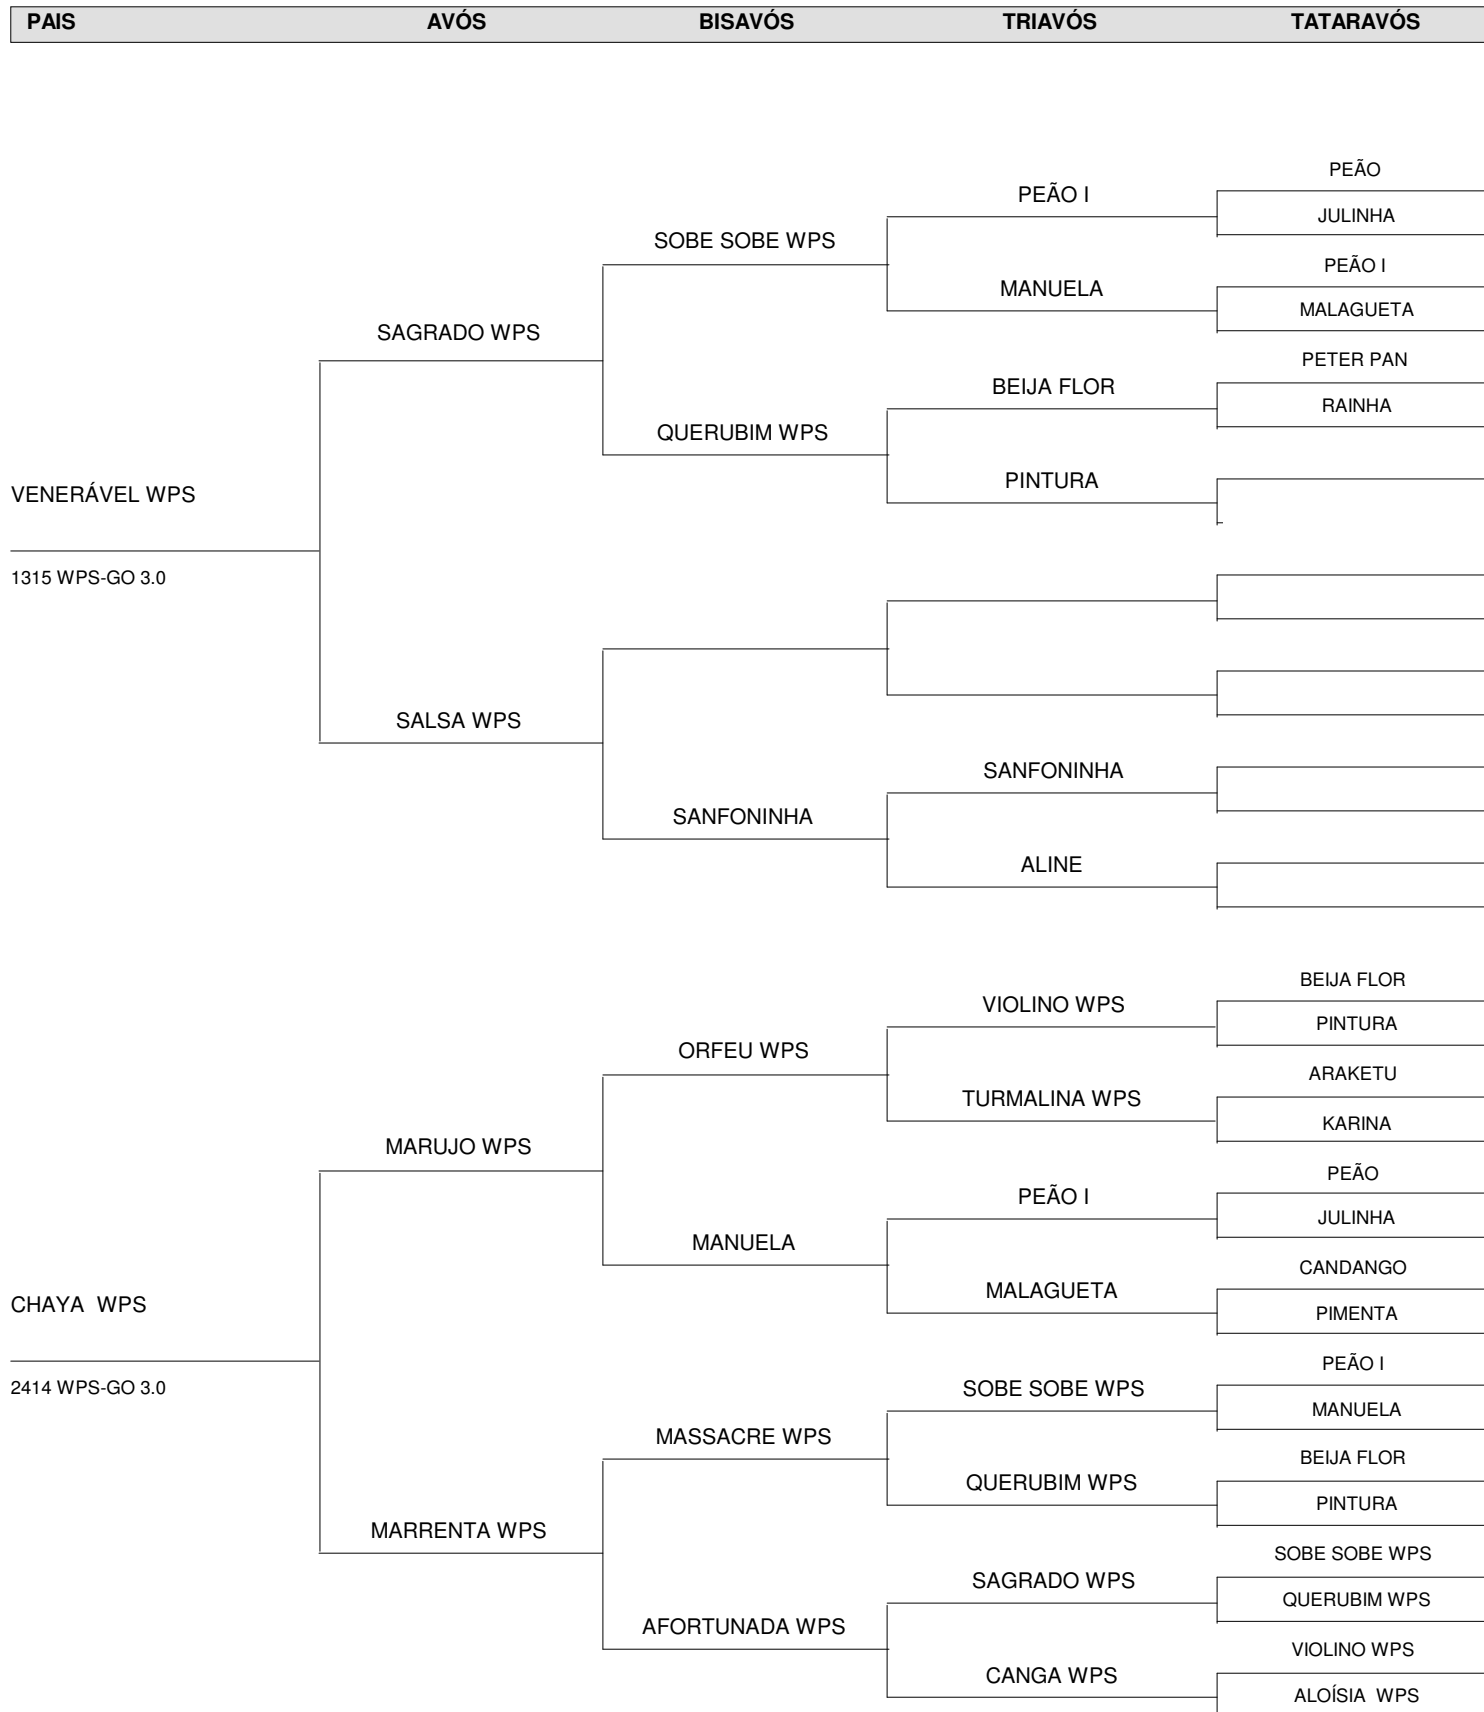 PAIS AVÓS BISAVÓS TRIAVÓS TATARAVÓS
PEÃO
PEÃO I
JULINHA
SOBE SOBE WPS
PEÃO I
MANUELA
MALAGUETA
SAGRADO WPS
PETER PAN
BEIJA FLOR
RAINHA
QUERUBIM WPS
PINTURA
VENERÁVEL WPS
1315 WPS-GO 3.0
SALSA WPS
SANFONINHA
SANFONINHA
ALINE
BEIJA FLOR
VIOLINO WPS
PINTURA
ORFEU WPS
ARAKETU
TURMALINA WPS
KARINA
MARUJO WPS
PEÃO
PEÃO I
JULINHA
MANUELA
CANDANGO
MALAGUETA
CHAYA  WPS
PIMENTA
PEÃO I
2414 WPS-GO 3.0
SOBE SOBE WPS
MANUELA
MASSACRE WPS
BEIJA FLOR
QUERUBIM WPS
PINTURA
MARRENTA WPS
SOBE SOBE WPS
SAGRADO WPS
QUERUBIM WPS
AFORTUNADA WPS
VIOLINO WPS
CANGA WPS
ALOÍSIA  WPS